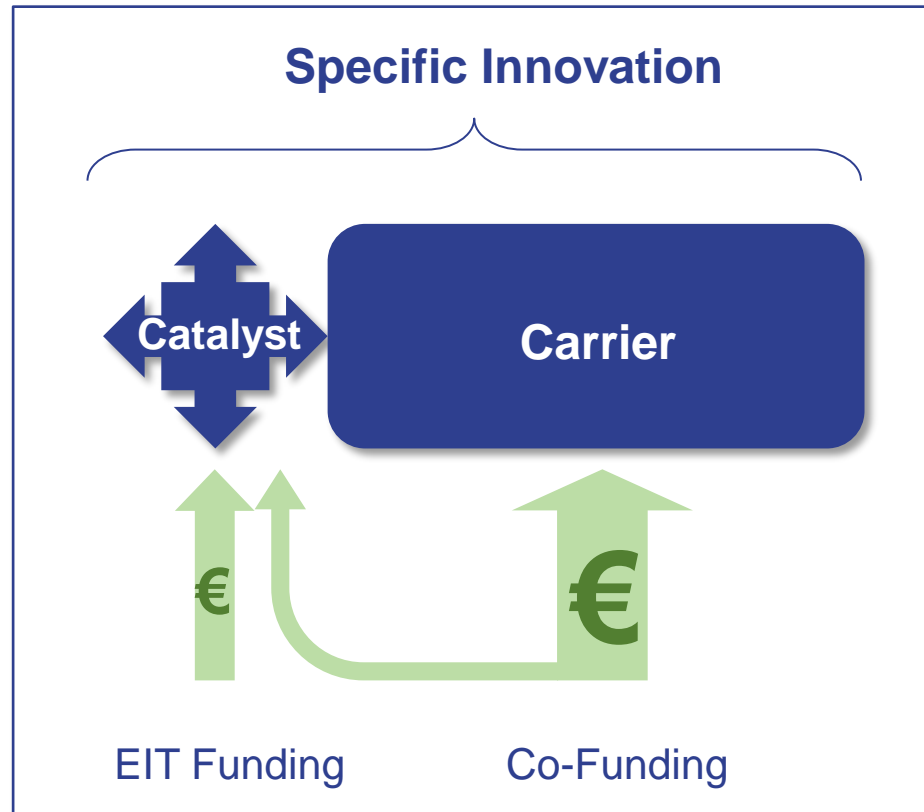 Specific Innovation
Catalyst
Carrier
€
€
EIT Funding
Co-Funding